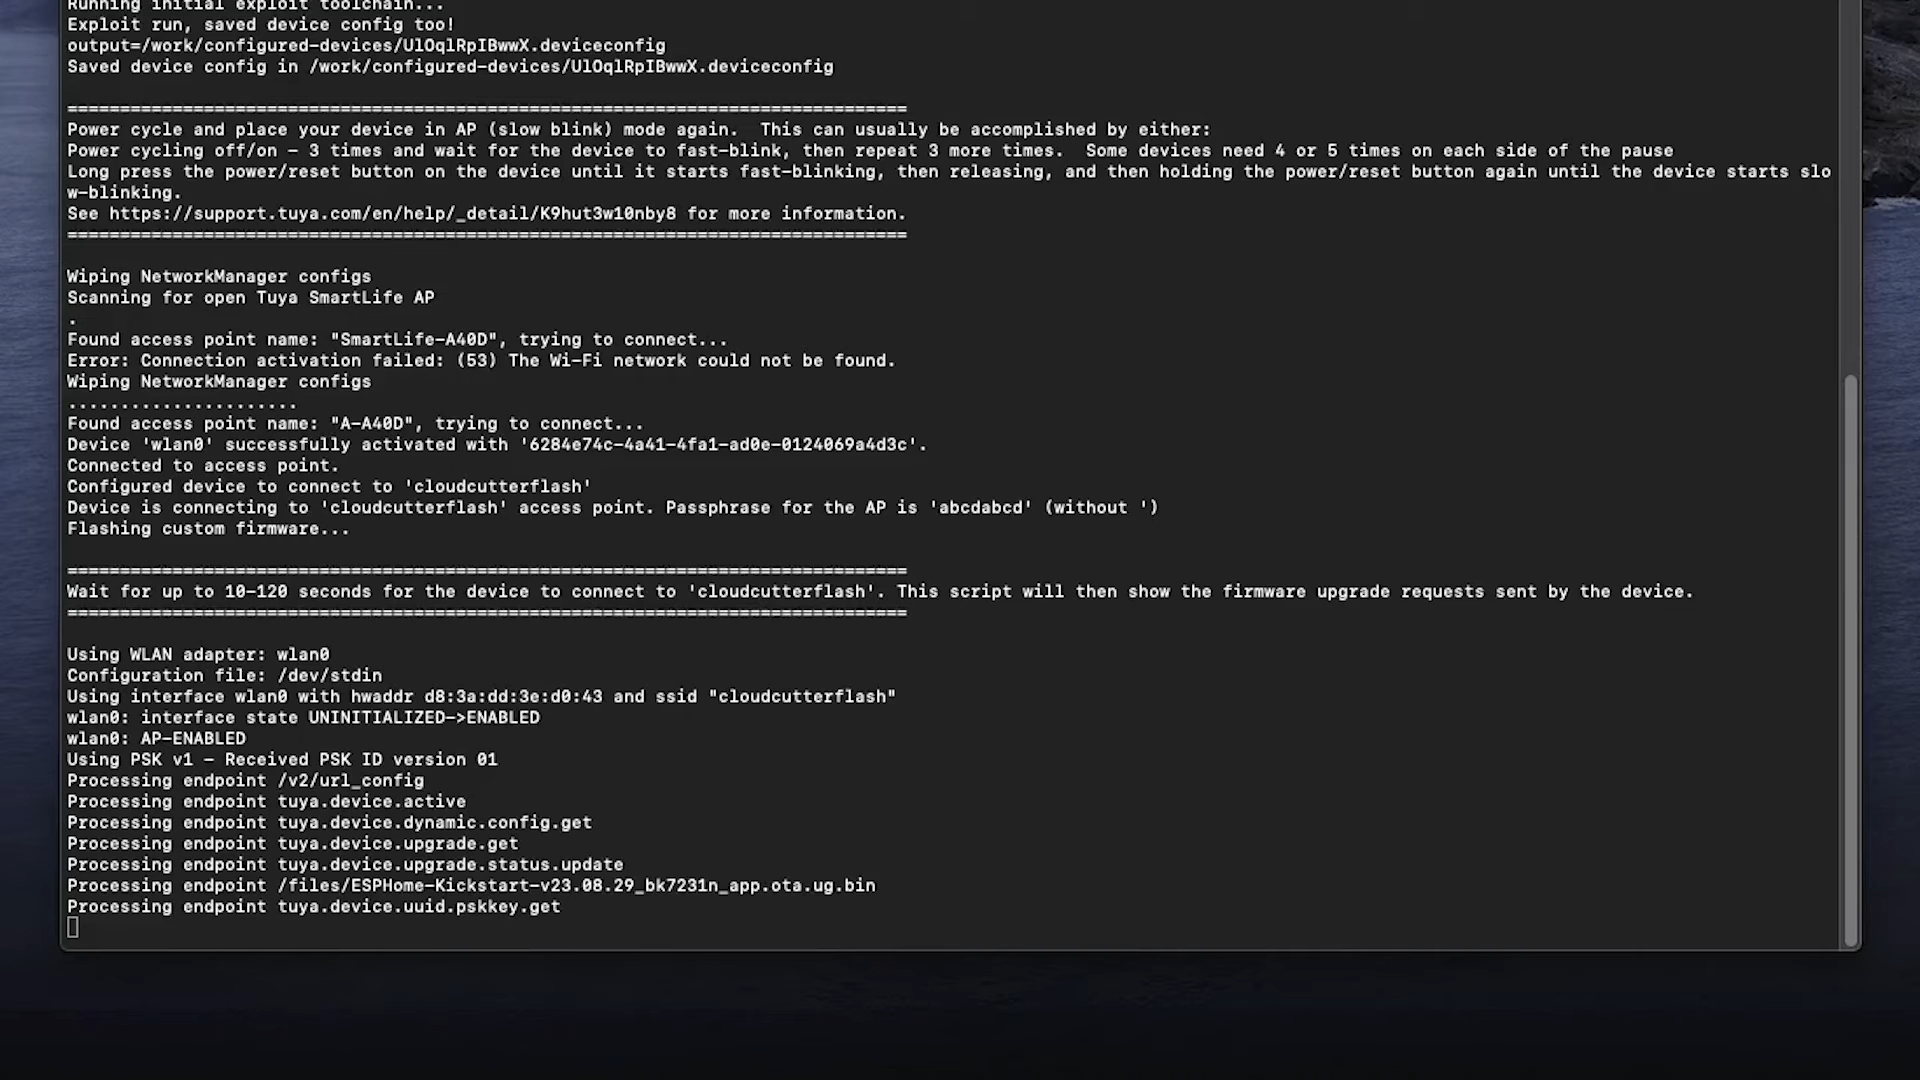 Running initial exploit toolchain...
Exploit run, saved device config too!
output=/work/configured-devices/UlOqlRpIBwwX.deviceconfig
Saved device config in /work/configured-devices/UlOqlRpIBwwX.deviceconfig
================================================================================
Power cycle and place your device in AP (slow blink) mode again.  This can usually be accomplished by either:
Power cycling off/on - 3 times and wait for the device to fast-blink, then repeat 3 more times.  Some devices need 4 or 5 times on each side of the pause
Long press the power/reset button on the device until it starts fast-blinking, then releasing, and then holding the power/reset button again until the device starts slo
w-blinking.
See https://support.tuya.com/en/help/_detail/K9hut3w10nby8 for more information.
================================================================================
Wiping NetworkManager configs
Scanning for open Tuya SmartLife AP
.
Found access point name: "SmartLife-A40D", trying to connect...
Error: Connection activation failed: (53) The Wi-Fi network could not be found.
Wiping NetworkManager configs
......................
Found access point name: "A-A40D", trying to connect...
Device 'wlan0' successfully activated with '6284e74c-4a41-4fa1-ad0e-0124069a4d3c'.
Connected to access point.
Configured device to connect to 'cloudcutterflash'
Device is connecting to 'cloudcutterflash' access point. Passphrase for the AP is 'abcdabcd' (without ')
Flashing custom firmware...
================================================================================
Wait for up to 10-120 seconds for the device to connect to 'cloudcutterflash'. This script will then show the firmware upgrade requests sent by the device.
================================================================================
Using WLAN adapter: wlan0
Configuration file: /dev/stdin
Using interface wlan0 with hwaddr d8:3a:dd:3e:d0:43 and ssid "cloudcutterflash"
wlan0: interface state UNINITIALIZED->ENABLED
wlan0: AP-ENABLED
Using PSK v1 - Received PSK ID version 01
Processing endpoint /v2/url_config
Processing endpoint tuya.device.active
Processing endpoint tuya.device.dynamic.config.get
Processing endpoint tuya.device.upgrade.get
Processing endpoint tuya.device.upgrade.status.update
Processing endpoint /files/ESPHome-Kickstart-v23.08.29_bk7231n_app.ota.ug.bin
Processing endpoint tuya.device.uuid.pskkey.get